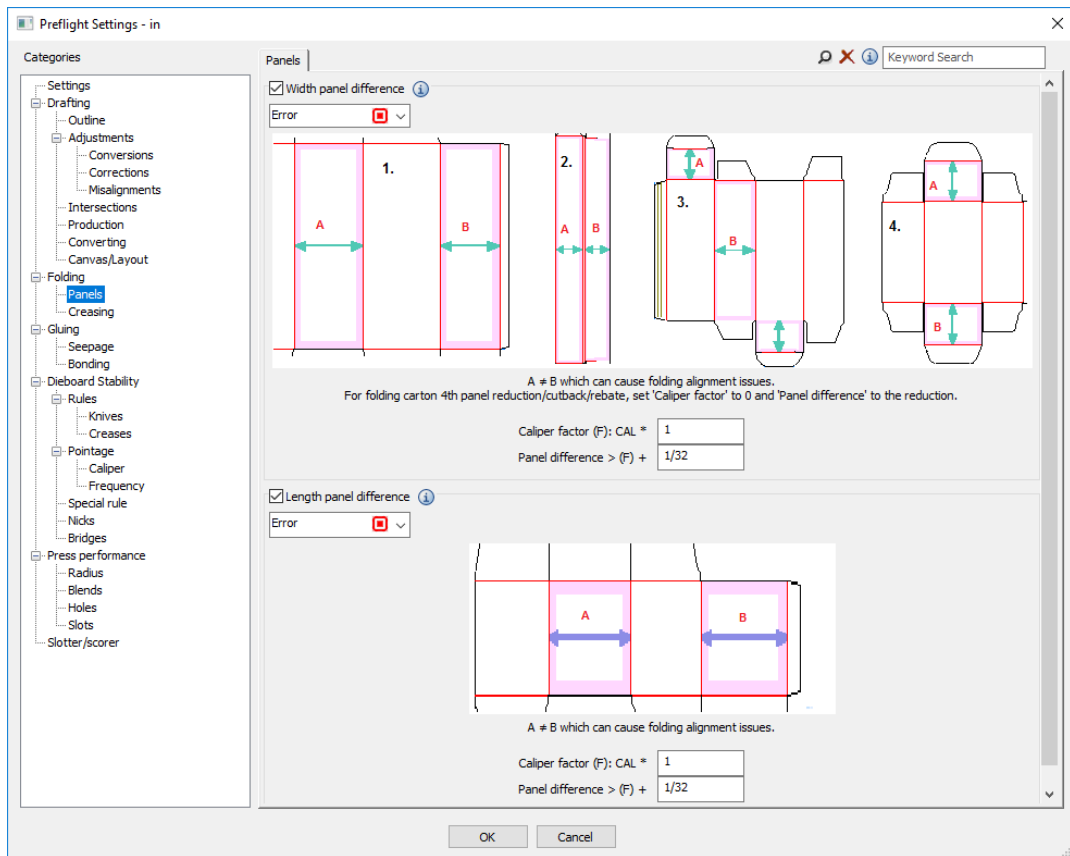 Preflight Settings - in
Categories
Settings
Drafting
Outline
Adjustments
Conversions
Corrections
Misalignments
Intersections
Production
Converting
Canvas/Layout
Folding
Panels
Creasing
Gluing
Seepage
Bonding
Dieboard Stability
Rules
Knives
Creases
Pointage
Caliper
Frequency
Special rule
Nicks
Bridges
Press performance
Radius
Blends
Holes
Slots
Slotter/scorer
Panels
Keyword Search
Width panel difference
Error
1.
A
B
2.
A
B
A
3.
B
A
4.
B
A ≠ B which can cause folding alignment issues.
For folding carton 4th panel reduction/cutback/rebate, set 'Caliper factor' to 0 and 'Panel difference' to the reduction.
Caliper factor (F): CAL * 1
Panel difference > (F) + 1/32
Length panel difference
Error
A
B
A ≠ B which can cause folding alignment issues.
Caliper factor (F): CAL * 1
Panel difference > (F) + 1/32
OK
Cancel